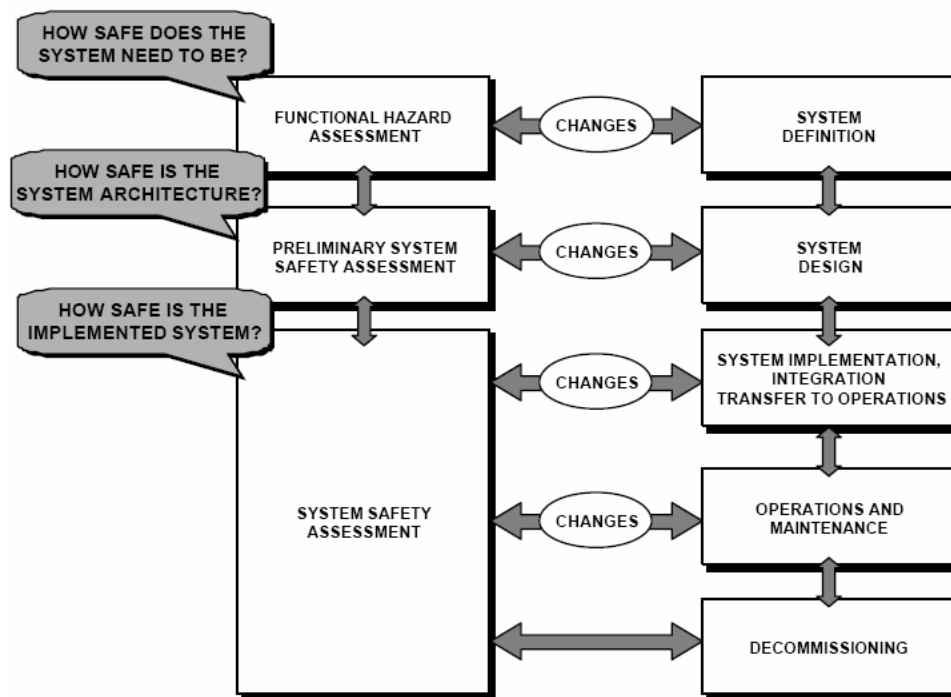 HOW SAFE DOES THE
SYSTEM NEED TO BE?
FUNCTIONAL HAZARD
ASSESSMENT
CHANGES
SYSTEM
DEFINITION
HOW SAFE IS THE
SYSTEM ARCHITECTURE?
PRELIMINARY SYSTEM
SAFETY ASSESSMENT
CHANGES
SYSTEM
DESIGN
HOW SAFE IS THE
IMPLEMENTED SYSTEM?
CHANGES
SYSTEM IMPLEMENTATION,
INTEGRATION
TRANSFER TO OPERATIONS
SYSTEM SAFETY
ASSESSMENT
CHANGES
OPERATIONS AND
MAINTENANCE
DECOMMISSIONING